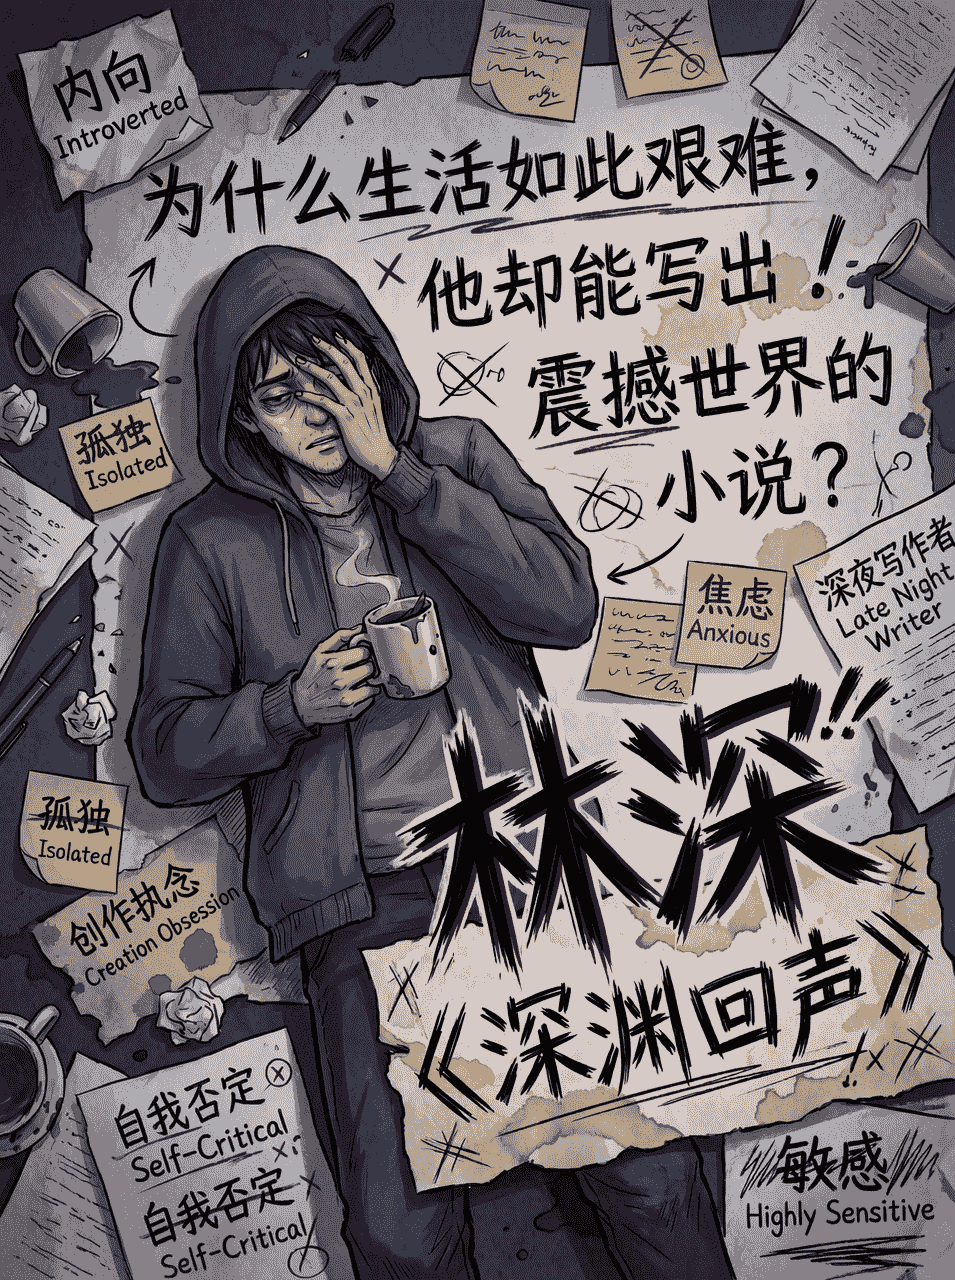 内向
Introverted
为什么生活如此艰难，
他却能写出！
震撼世界的
小说？
孤独
Isolated
焦虑
Anxious
深夜写作者
Late Night
Writer
林深!!
孤独
Isolated
创作执念
Creation Obsession
《深渊回声》
自我否定
Self-Critical
自我否定
Self-Critical
敏感
Highly Sensitive